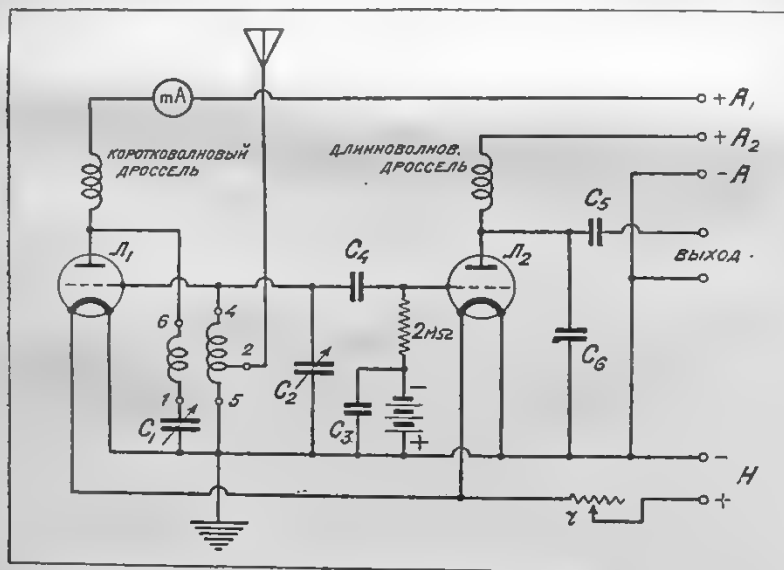 mA
+ A₁
+ A₂
- A
КОРОТКОВОЛНОВЫЙ
ДРОССЕЛЬ
ДЛИННОВОЛНОВ.
ДРОССЕЛЬ
C₅
ВЫХОД
Л₁
C₄
Л₂
6
4
2
2MΩ
C₆
1
5
C₁
C₂
C₃
-
+
-
Н
+
τ